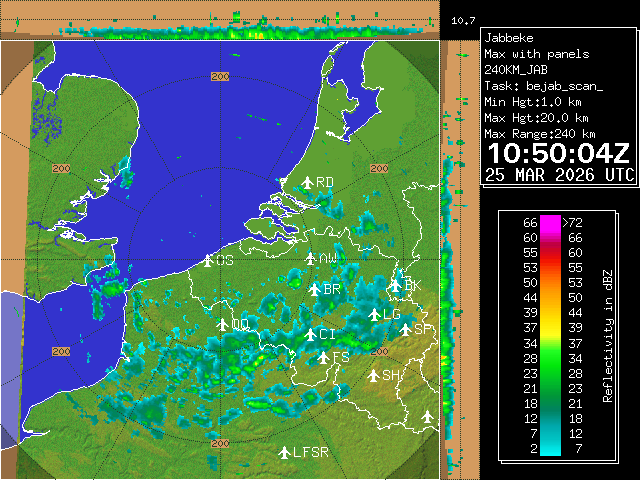 10.7
Jabbeke
Max with panels
240KM_JAB
Task: bejab_scan_
Min Hgt:1.0 km
Max Hgt:20.0 km
Max Range:240 km
10:50:04Z
25 MAR 2026 UTC
200
200
200
RD
OS
AW
BR
BK
LG
QO
CI
SP
FS
200
200
SH
200
LFSR
66 >72
60 66
55 60
53 55
50 53
44 50
39 44
37 39
34 37
28 34
23 28
21 23
18 21
12 18
7 12
2 7
Reflectivity in dBZ